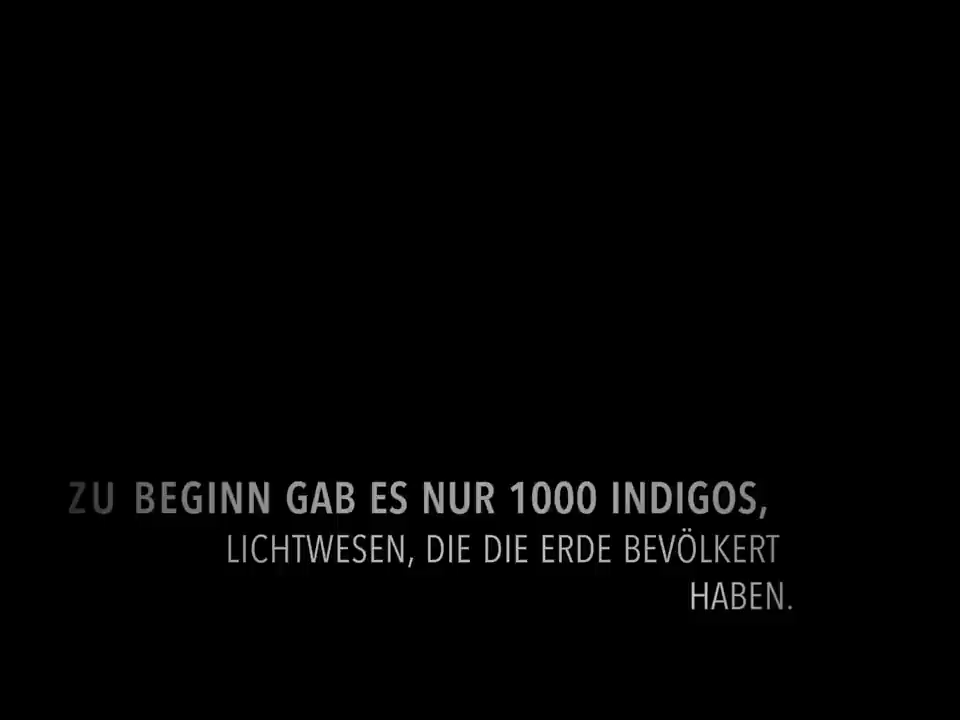 ZU BEGINN GAB ES NUR 1000 INDIGOS,
LICHTWESEN, DIE DIE ERDE BEVÖLKERT
HABEN.